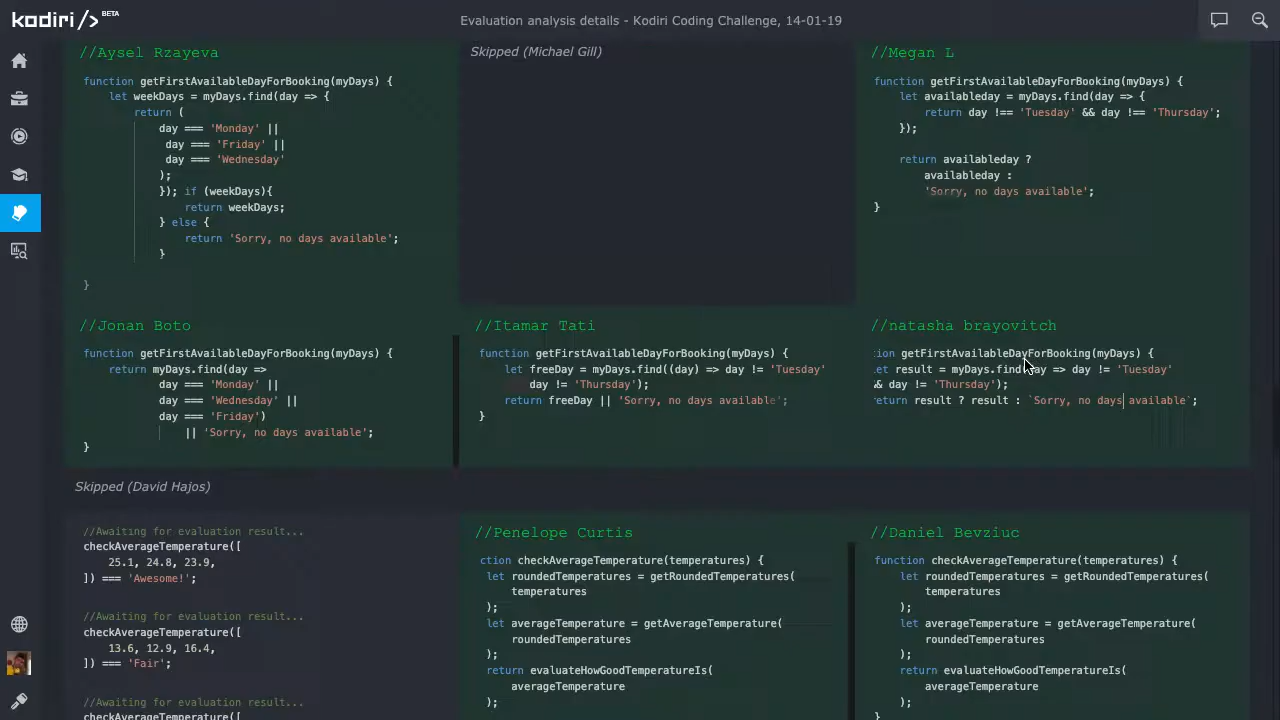 kodiri/> BETA
Evaluation analysis details - Kodiri Coding Challenge, 14-01-19
//Aysel Rzayeva
function getFirstAvailableDayForBooking(myDays) {
let weekDays = myDays.find(day => {
return (
day === 'Monday' ||
day === 'Friday' ||
day === 'Wednesday'
);
}); if (weekDays){
return weekDays;
} else {
return 'Sorry, no days available';
}
}
Skipped (Michael Gill)
//Megan L
function getFirstAvailableDayForBooking(myDays) {
let availableday = myDays.find(day => {
return day !== 'Tuesday' && day !== 'Thursday';
});
return availableday ?
availableday :
'Sorry, no days available';
}
//Jonan Boto
function getFirstAvailableDayForBooking(myDays) {
return myDays.find(day =>
day === 'Monday' ||
day === 'Wednesday' ||
day === 'Friday')
|| 'Sorry, no days available';
}
//Itamar Tati
function getFirstAvailableDayForBooking(myDays) {
let freeDay = myDays.find((day) => day != 'Tuesday'
day != 'Thursday');
return freeDay || 'Sorry, no days available';
}
//natasha brayovitch
tion getFirstAvailableDayForBooking(myDays) {
let result = myDays.find(day => day != 'Tuesday'
&& day != 'Thursday');
return result ? result : `Sorry, no days available`;
Skipped (David Hajos)
//Awaiting for evaluation result...
checkAverageTemperature([
25.1, 24.8, 23.9,
]) === 'Awesome!';
//Awaiting for evaluation result...
checkAverageTemperature([
13.6, 12.9, 16.4,
]) === 'Fair';
//Awaiting for evaluation result...
checkAverageTemperature([
//Penelope Curtis
ction checkAverageTemperature(temperatures) {
let roundedTemperatures = getRoundedTemperatures(
temperatures
);
let averageTemperature = getAverageTemperature(
roundedTemperatures
);
return evaluateHowGoodTemperatureIs(
averageTemperature
);
//Daniel Bevziuc
function checkAverageTemperature(temperatures) {
let roundedTemperatures = getRoundedTemperatures(
temperatures
);
let averageTemperature = getAverageTemperature(
roundedTemperatures
);
return evaluateHowGoodTemperatureIs(
averageTemperature
);
}